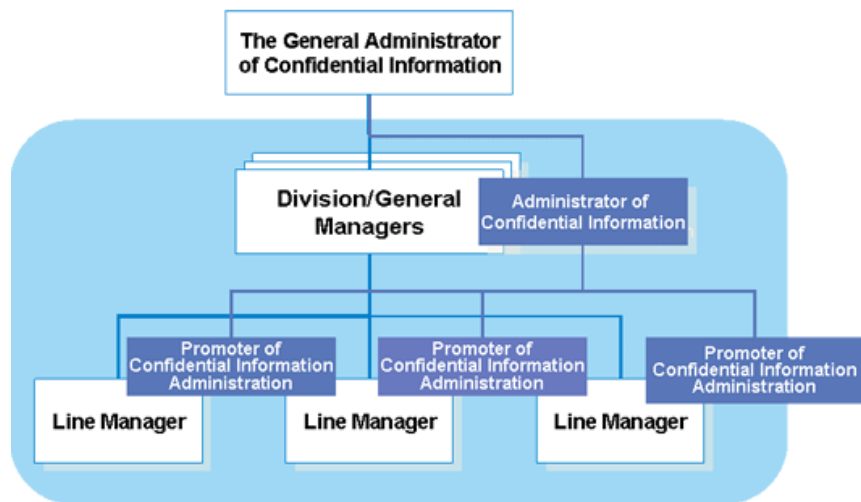 The General Administrator
of Confidential Information
Division/General
Managers
Administrator of
Confidential Information
Promoter of
Confidential Information
Administration
Promoter of
Confidential Information
Administration
Promoter of
Confidential Information
Administration
Line Manager
Line Manager
Line Manager